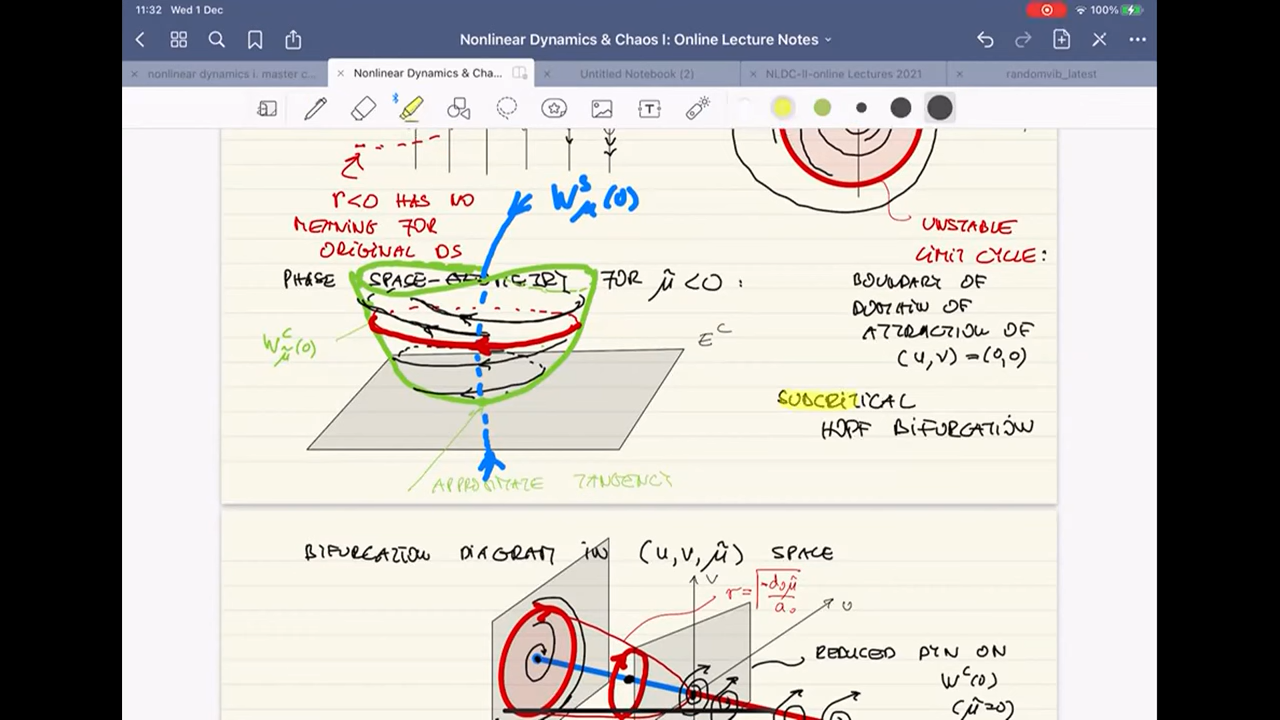 11:32 Wed 1 Dec
100%
Nonlinear Dynamics & Chaos I: Online Lecture Notes
nonlinear dynamics i. master c...
Nonlinear Dynamics & Cha...
Untitled Notebook (2)
NLDC-II-online Lectures 2021
randomvib_latest
r<0 HAS NO
MEANING FOR
ORIGINAL DS
W^s_μ̃(0)
UNSTABLE
LIMIT CYCLE:
PHASE SPACE-GEOMETRY FOR μ̃ <0 :
BOUNDARY OF
DOMAIN OF
ATTRACTION OF
(u,v) = (0,0)
W^c_μ̃(0)
E^c
SUBCRITICAL
HOPF BIFURCATION
APPROXIMATE TANGENCY
BIFURCATION DIAGRAM IN (u,v,μ̃) SPACE
v
r = √(-d₀μ̃/a₀)
u
REDUCED DYN ON
W^c(0)
(μ̃=0)